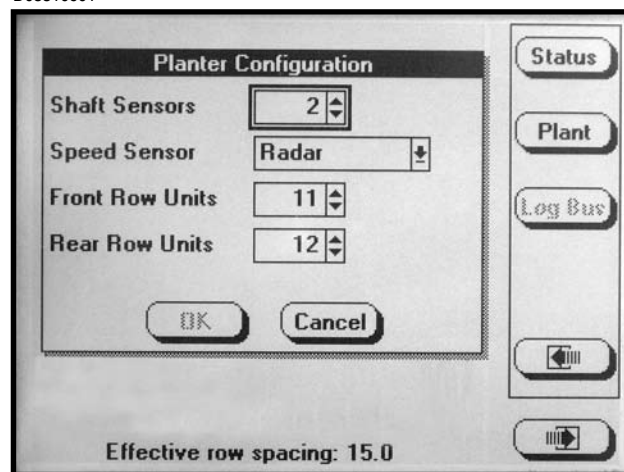 Planter Configuration
Shaft Sensors 2
Speed Sensor Radar
Front Row Units 11
Rear Row Units 12
OK Cancel
Effective row spacing: 15.0
Status
Plant
Log Bus